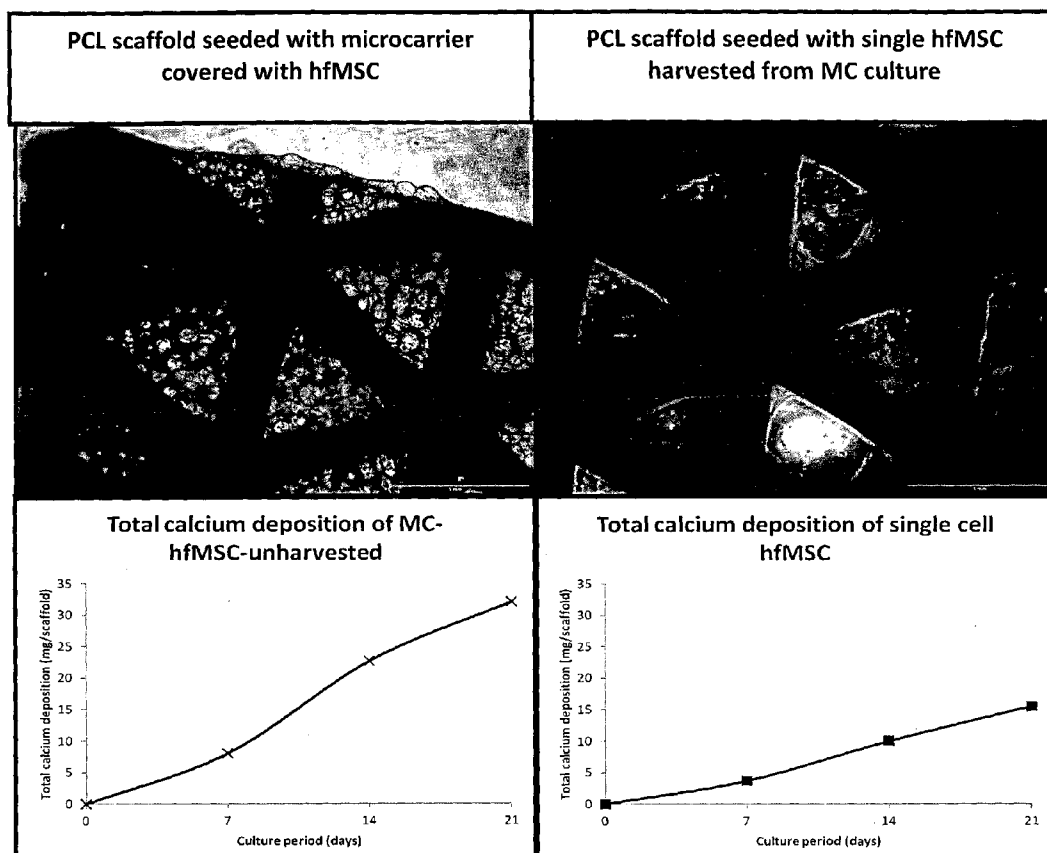 PCL scaffold seeded with microcarrier
covered with hfMSC
PCL scaffold seeded with single hfMSC
harvested from MC culture
Total calcium deposition of MC-
hfMSC-unharvested
Total calcium deposition (mg/scaffold)
35
30
25
20
15
10
5
0
0 7 14 21
Culture period (days)
Total calcium deposition of single cell
hfMSC
Total calcium deposition (mg/scaffold)
35
30
25
20
15
10
5
0
0 7 14 21
Culture period (days)